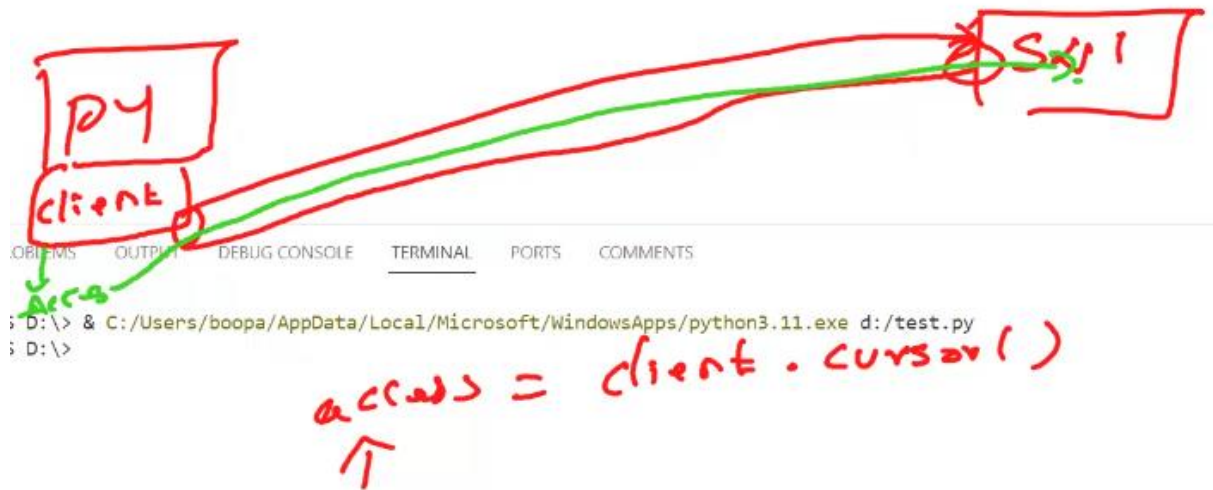 Sql
py
client
OBLEMS OUTPUT DEBUG CONSOLE TERMINAL PORTS COMMENTS
Acces
S D:\> & C:/Users/boopa/AppData/Local/Microsoft/WindowsApps/python3.11.exe d:/test.py
S D:\>
access = client . cursor ( )